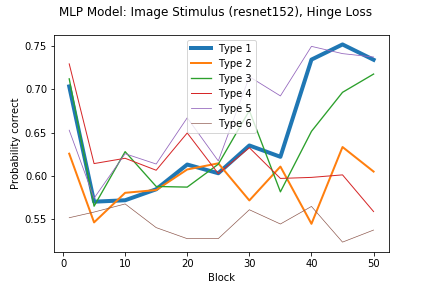 MLP Model: Image Stimulus (resnet152), Hinge Loss
0.75
0.70
0.65
0.60
0.55
Probability correct
Type 1
Type 2
Type 3
Type 4
Type 5
Type 6
0 10 20 30 40 50
Block